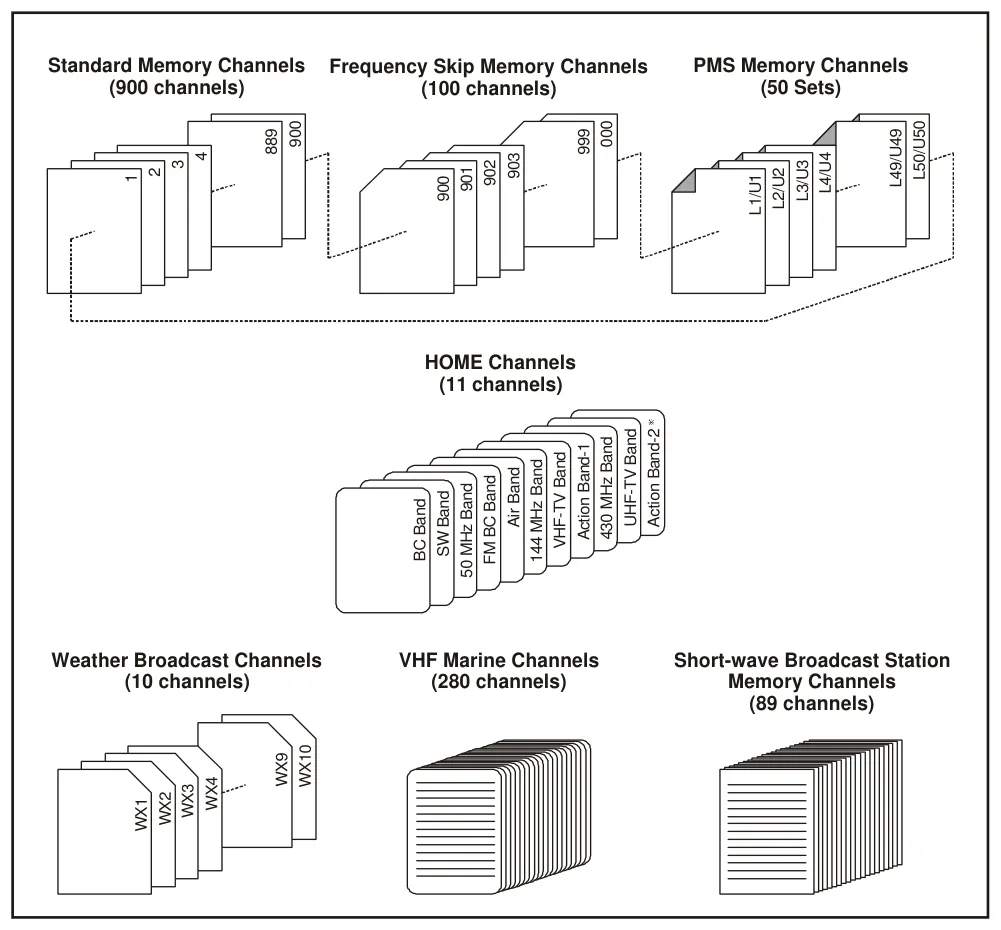 Standard Memory Channels
(900 channels)
Frequency Skip Memory Channels
(100 channels)
PMS Memory Channels
(50 Sets)
1
2
3
4
889
900
900
901
902
903
999
000
L1/U1
L2/U2
L3/U3
L4/U4
L49/U49
L50/U50
HOME Channels
(11 channels)
BC Band
SW Band
50 MHz Band
FM BC Band
Air Band
144 MHz Band
VHF-TV Band
Action Band-1
430 MHz Band
UHF-TV Band
Action Band-2 *
Weather Broadcast Channels
(10 channels)
VHF Marine Channels
(280 channels)
Short-wave Broadcast Station
Memory Channels
(89 channels)
WX1
WX2
WX3
WX4
WX9
WX10